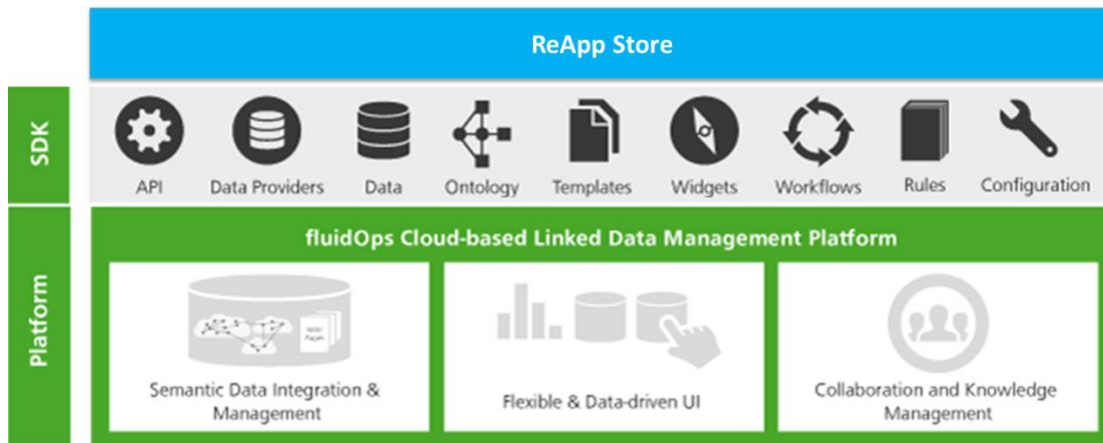 ReApp Store
SDK
API
Data Providers
Data
Ontology
Templates
Widgets
Workflows
Rules
Configuration
Platform
fluidOps Cloud-based Linked Data Management Platform
Semantic Data Integration &
Management
Flexible & Data-driven UI
Collaboration and Knowledge
Management